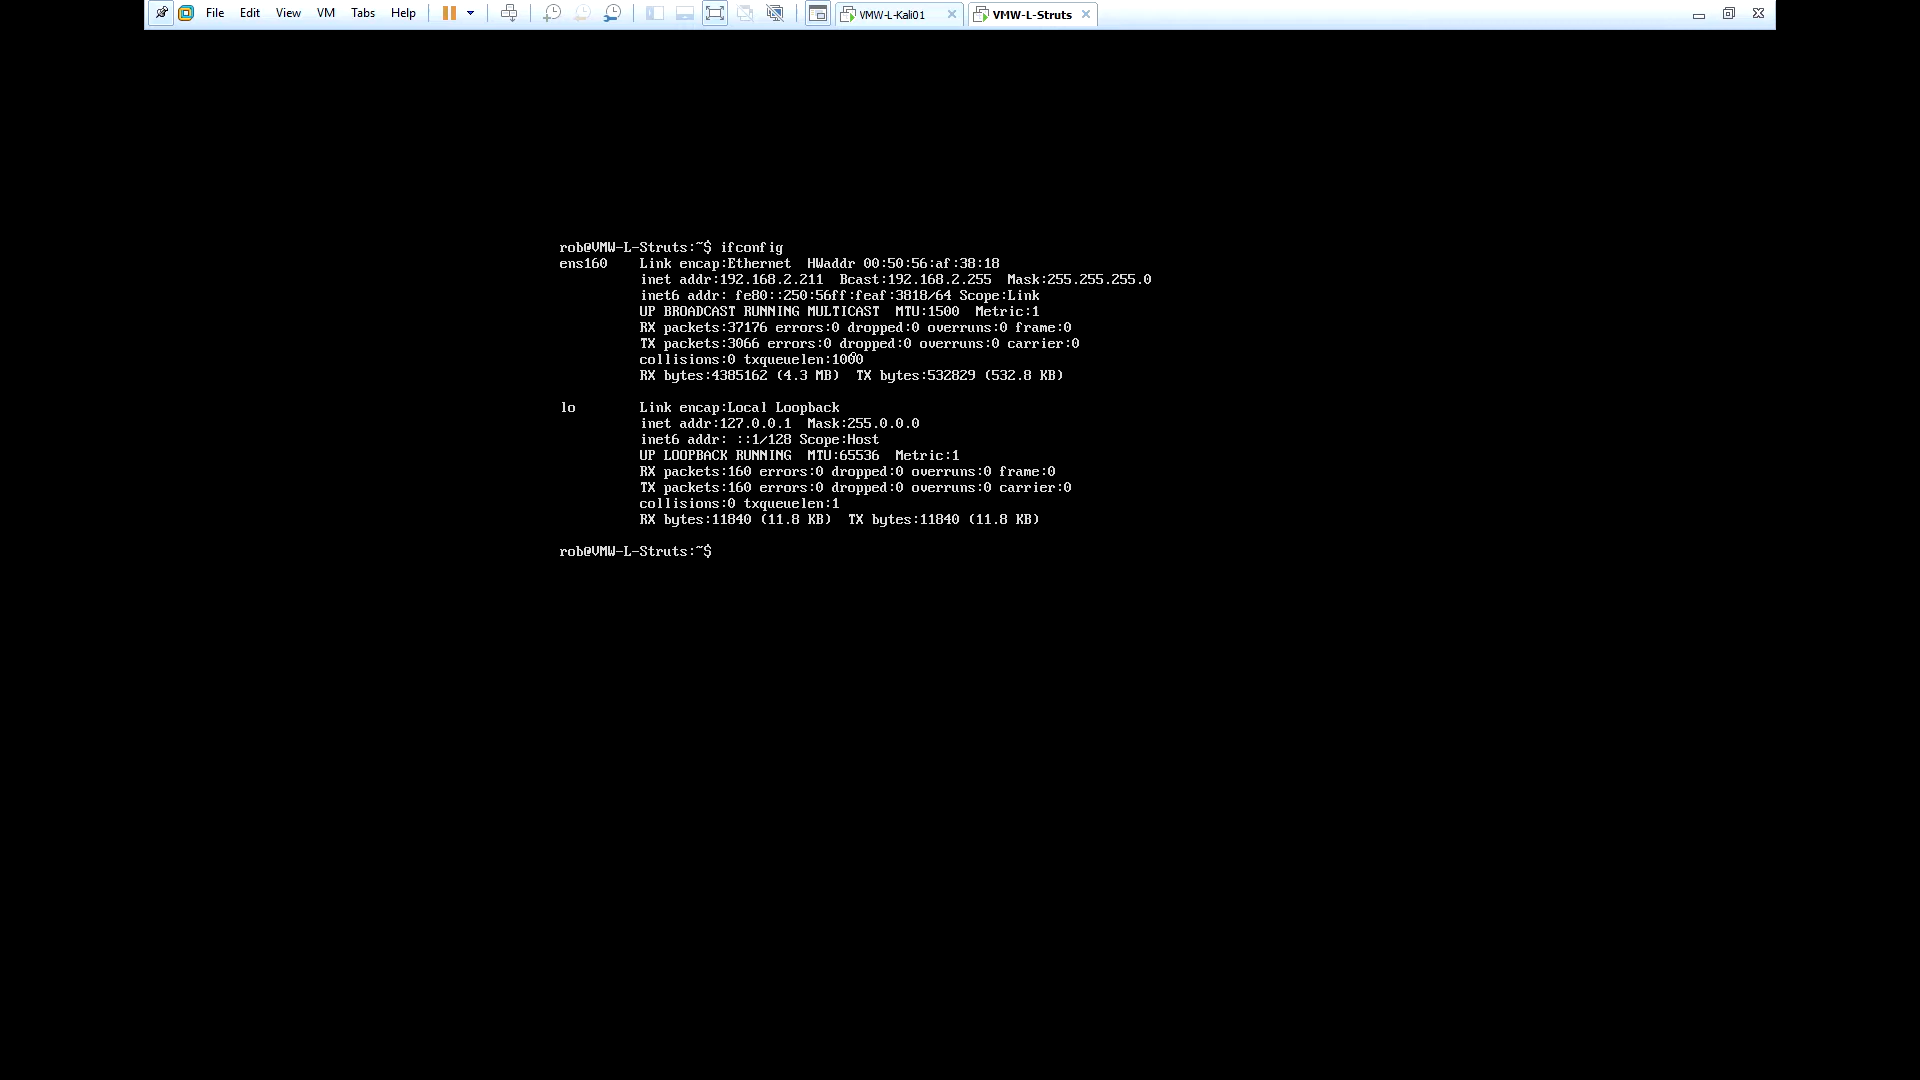 File Edit View VM Tabs Help VMW-L-Kali01 VMW-L-Struts
rob@VMW-L-Struts:~$ ifconfig
ens160 Link encap:Ethernet HWaddr 00:50:56:af:38:18
inet addr:192.168.2.211 Bcast:192.168.2.255 Mask:255.255.255.0
inet6 addr: fe80::250:56ff:feaf:3818/64 Scope:Link
UP BROADCAST RUNNING MULTICAST MTU:1500 Metric:1
RX packets:37176 errors:0 dropped:0 overruns:0 frame:0
TX packets:3066 errors:0 dropped:0 overruns:0 carrier:0
collisions:0 txqueuelen:1000
RX bytes:4385162 (4.3 MB) TX bytes:532829 (532.8 KB)
lo Link encap:Local Loopback
inet addr:127.0.0.1 Mask:255.0.0.0
inet6 addr: ::1/128 Scope:Host
UP LOOPBACK RUNNING MTU:65536 Metric:1
RX packets:160 errors:0 dropped:0 overruns:0 frame:0
TX packets:160 errors:0 dropped:0 overruns:0 carrier:0
collisions:0 txqueuelen:1
RX bytes:11840 (11.8 KB) TX bytes:11840 (11.8 KB)
rob@VMW-L-Struts:~$